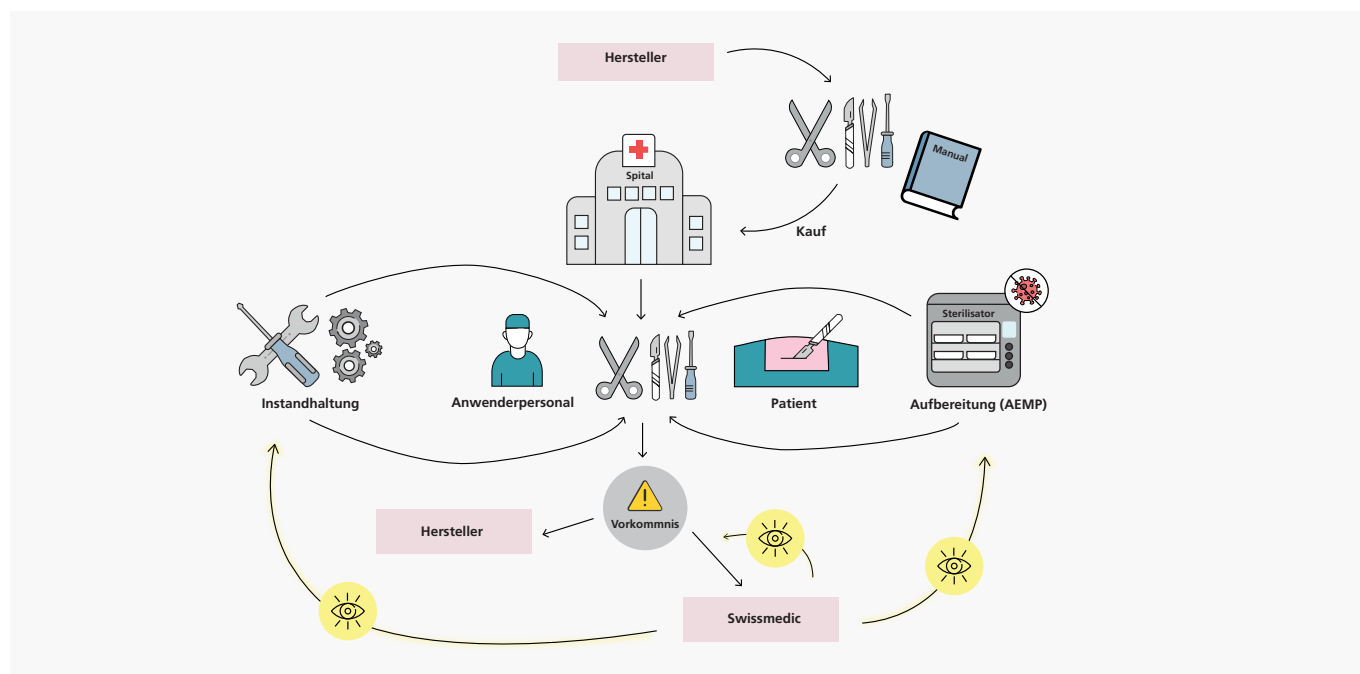 Hersteller
Manual
Spital
Kauf
Sterilisator
Instandhaltung
Anwenderpersonal
Patient
Aufbereitung (AEMP)
Vorkommnis
Hersteller
Swissmedic